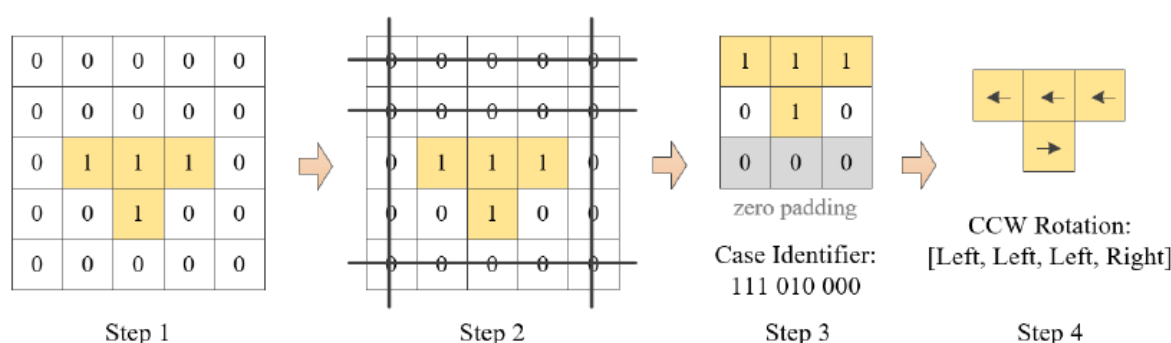 0 0 0 0 0
0 0 0 0 0
0 1 1 1 0
0 0 1 0 0
0 0 0 0 0
Step 1
0 0 0 0 0
0 0 0 0 0
0 1 1 1 0
0 0 1 0 0
0 0 0 0 0
Step 2
1 1 1
0 1 0
0 0 0
zero padding
Case Identifier:
111 010 000
Step 3
CCW Rotation:
[Left, Left, Left, Right]
Step 4